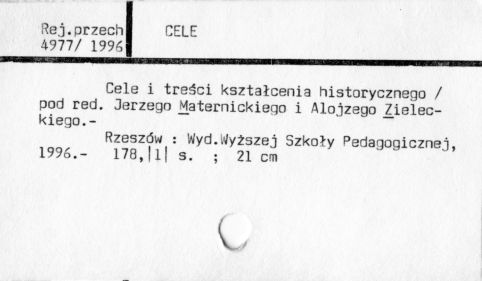 Rej.przech CELE
4977/ 1996
Cele i treści kształcenia historycznego /
pod red. Jerzego Maternickiego i Alojzego Zielec-
kiego.-
Rzeszów : Wyd.Wyższej Szkoły Pedagogicznej,
1996.- 178,|1| s. ; 21 cm